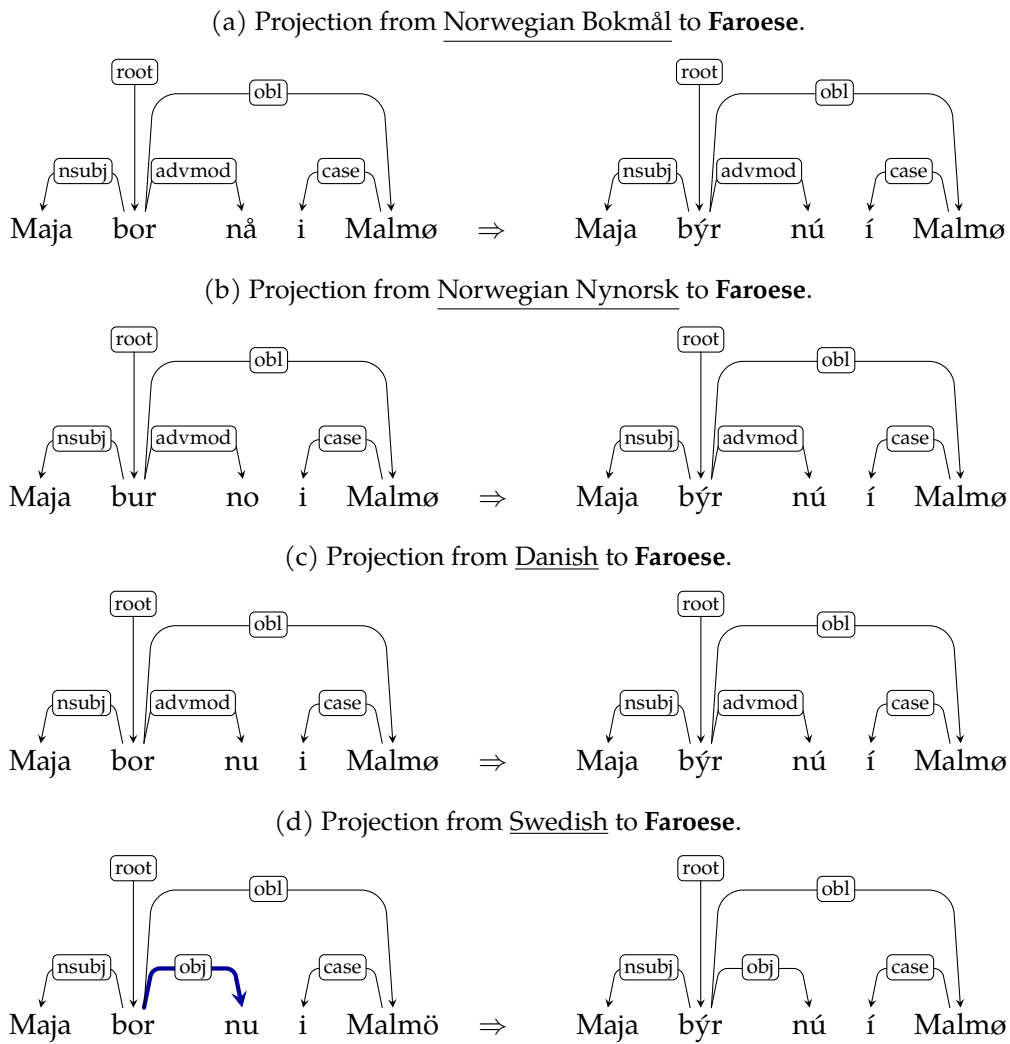 (a) Projection from Norwegian Bokmål to Faroese.
root root
obl obl
nsubj advmod case nsubj advmod case
Maja bor nå i Malmø ⇒ Maja býr nú í Malmø
(b) Projection from Norwegian Nynorsk to Faroese.
root root
obl obl
nsubj advmod case nsubj advmod case
Maja bur no i Malmø ⇒ Maja býr nú í Malmø
(c) Projection from Danish to Faroese.
root root
obl obl
nsubj advmod case nsubj advmod case
Maja bor nu i Malmø ⇒ Maja býr nú í Malmø
(d) Projection from Swedish to Faroese.
root root
obl obl
nsubj obj case nsubj obj case
Maja bor nu i Malmö ⇒ Maja býr nú í Malmø